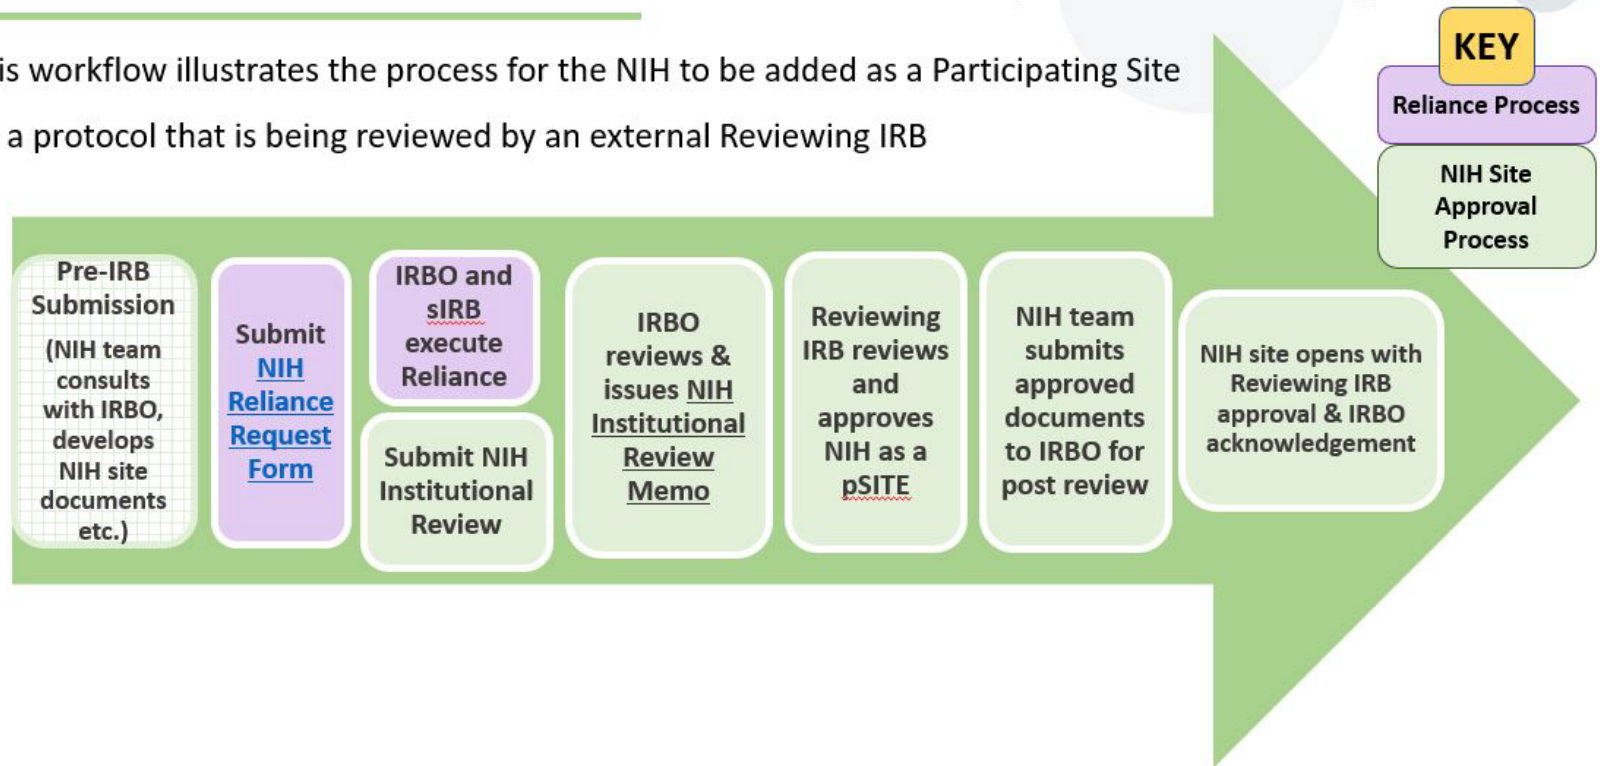 is workflow illustrates the process for the NIH to be added as a Participating Site
a protocol that is being reviewed by an external Reviewing IRB
KEY
Reliance Process
NIH Site
Approval
Process
Pre-IRB
Submission
(NIH team
consults
with IRBO,
develops
NIH site
documents
etc.)
Submit
NIH
Reliance
Request
Form
IRBO and
sIRB
execute
Reliance
Submit NIH
Institutional
Review
IRBO
reviews &
issues NIH
Institutional
Review
Memo
Reviewing
IRB reviews
and
approves
NIH as a
pSITE
NIH team
submits
approved
documents
to IRBO for
post review
NIH site opens with
Reviewing IRB
approval & IRBO
acknowledgement